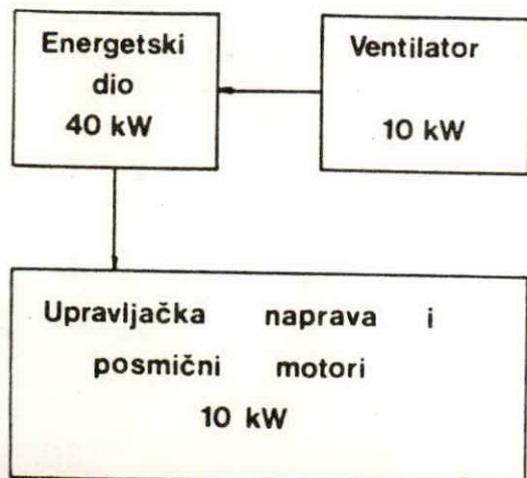 Energetski
dio
40 kW
Ventilator
10 kW
Upravljačka naprava i
posmični motori
10 kW